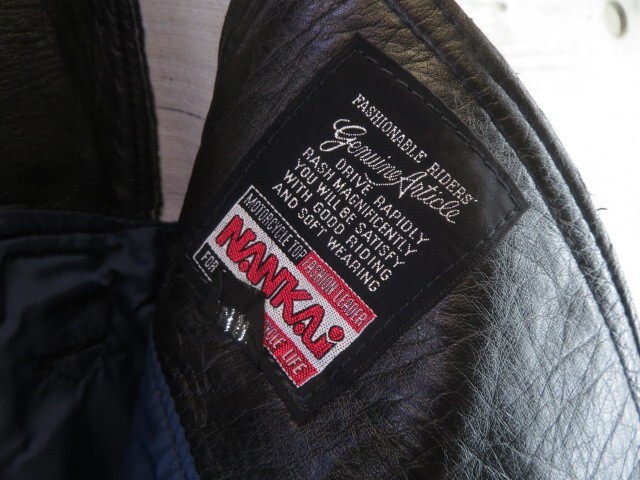 FASHIONABLE RIDERS'
Genuine Article
DRIVE RAPIDLY
RASH MAGNIFICENTLY
YOU WILL BE SATISFY
WITH GOOD RIDING
AND SOFT WEARING
MOTORCYCLE TOP FASHION LEADER
NANKAi
FOR CYCLE LIFE